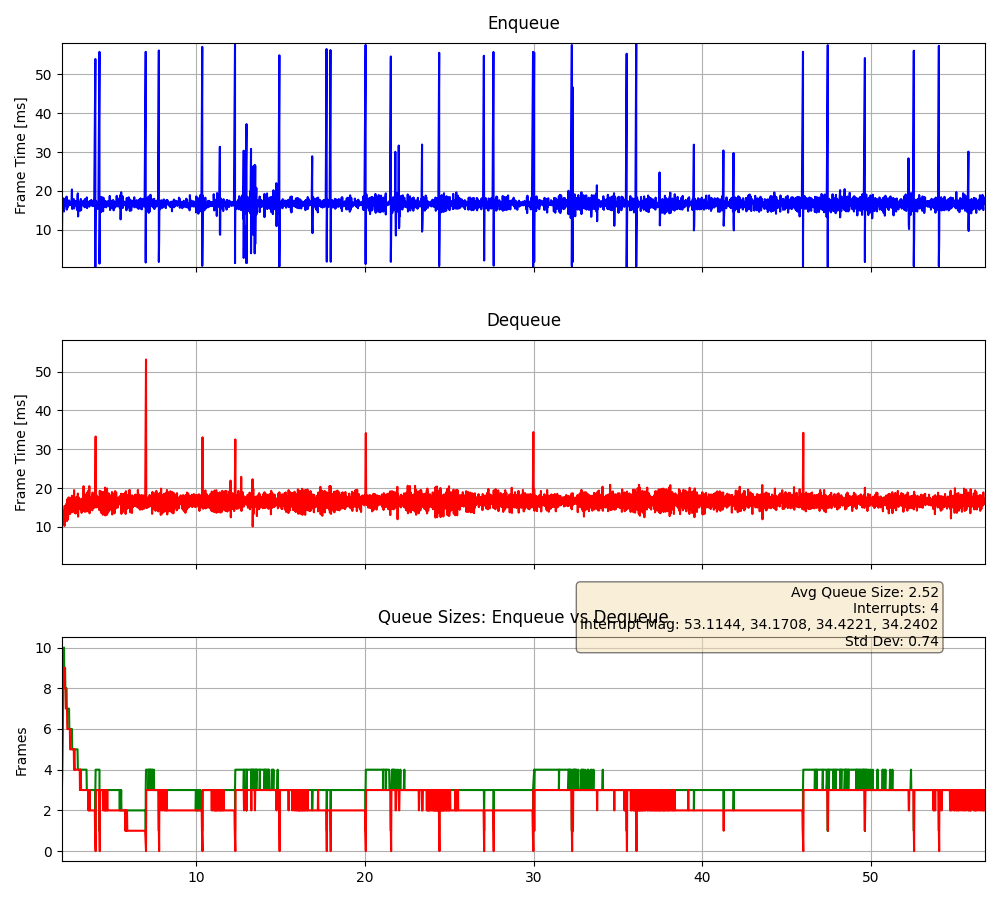 Enqueue
Frame Time [ms]
50
40
30
20
10
Dequeue
Frame Time [ms]
50
40
30
20
10
Avg Queue Size: 2.52
Interrupts: 4
Queue Sizes: Enqueue vs Dequeue
Interrupt Mag: 53.1144, 34.1708, 34.4221, 34.2402
Std Dev: 0.74
Frames
10
8
6
4
2
0
10 20 30 40 50